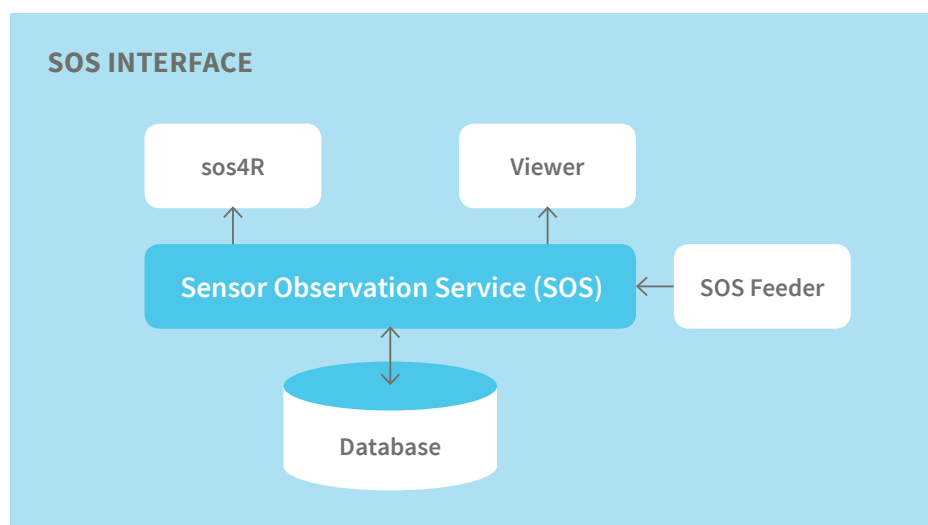 SOS INTERFACE
sos4R
Viewer
Sensor Observation Service (SOS)
SOS Feeder
Database